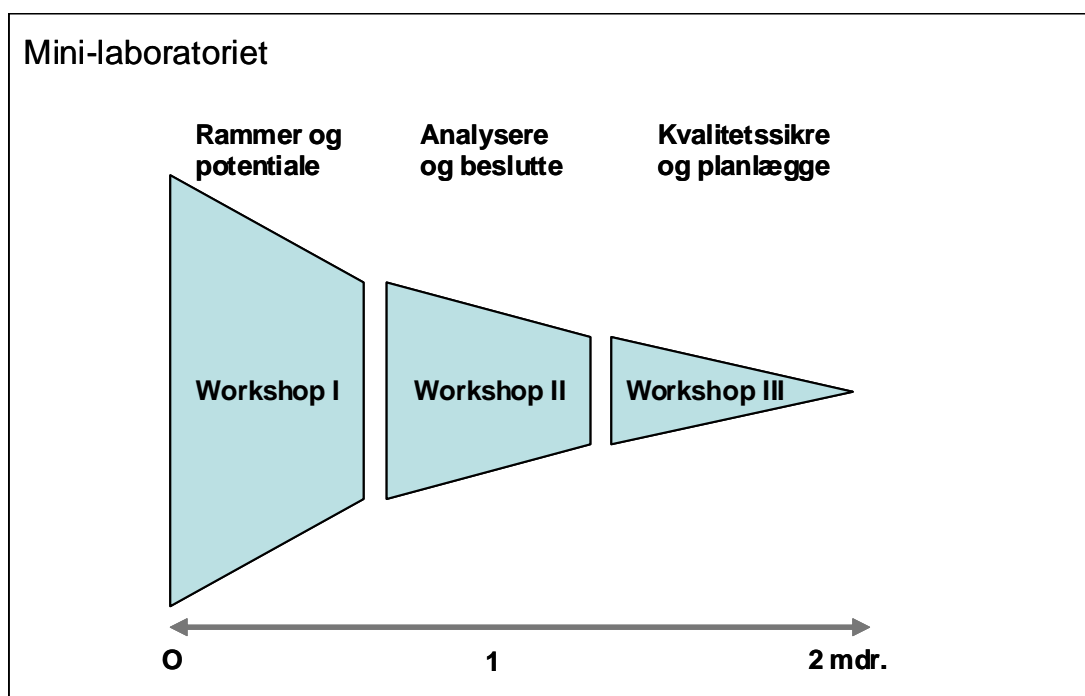 Mini-laboratoriet
Rammer og
potentiale
Analysere
og beslutte
Kvalitetssikre
og planlægge
Workshop I
Workshop II
Workshop III
O
1
2 mdr.